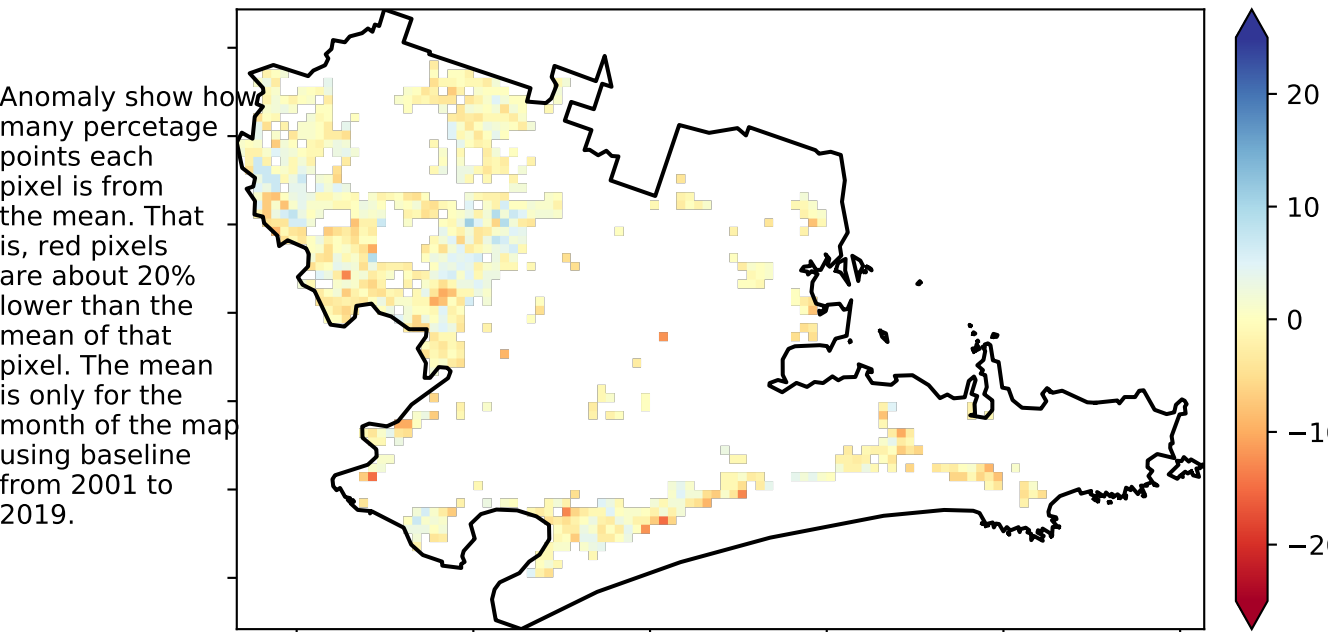 Anomaly show how
many percetage
points each
pixel is from
the mean. That
is, red pixels
are about 20%
lower than the
mean of that
pixel. The mean
is only for the
month of the map
using baseline
from 2001 to
2019.
20
10
0
−10
−20